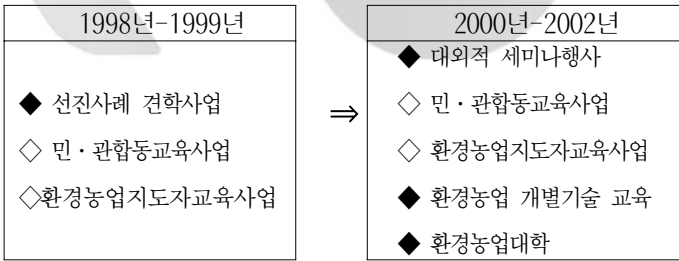 1998년-1999년
◆ 선진사례 견학사업
◇ 민·관합동교육사업
◇환경농업지도자교육사업
⇒
2000년-2002년
◆ 대외적 세미나행사
◇ 민·관합동교육사업
◇ 환경농업지도자교육사업
◆ 환경농업 개별기술 교육
◆ 환경농업대학